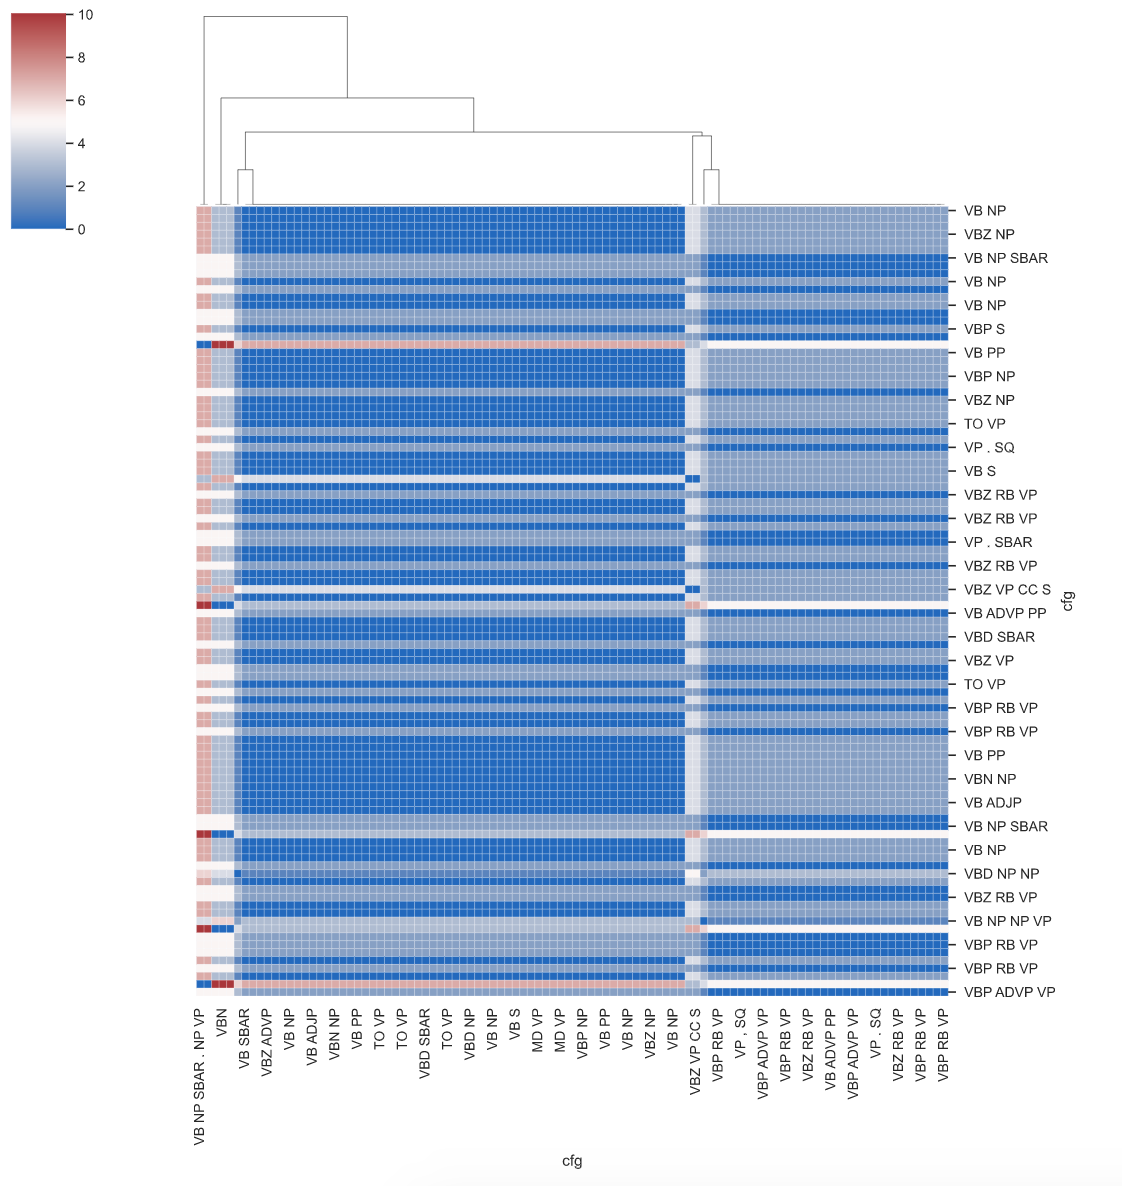 10
8
6
4
2
0
VB NP
VBZ NP
VB NP SBAR
VB NP
VB NP
VBP S
VB PP
VBP NP
VBZ NP
TO VP
VP . SQ
VB S
VBZ RB VP
VBZ RB VP
VP . SBAR
VBZ RB VP
VBZ VP CC S
VB ADVP PP
VBD SBAR
VBZ VP
TO VP
VBP RB VP
VBP RB VP
VB PP
VBN NP
VB ADJP
VB NP SBAR
VB NP
VBD NP NP
VBZ RB VP
VB NP NP VP
VBP RB VP
VBP RB VP
VBP ADVP VP
cfg
VB NP SBAR . NP VP
VBN
VB SBAR
VBZ ADVP
VB NP
VB ADJP
VBN NP
VB PP
TO VP
TO VP
VBD SBAR
TO VP
VBD NP
VB NP
VB S
MD VP
MD VP
VBP NP
VB PP
VB NP
VBZ NP
VB NP
VBZ VP CC S
VBP RB VP
VP , SQ
VBP ADVP VP
VBP RB VP
VBZ RB VP
VB ADVP PP
VBP ADVP VP
VP . SQ
VBZ RB VP
VBP RB VP
VBP RB VP
cfg